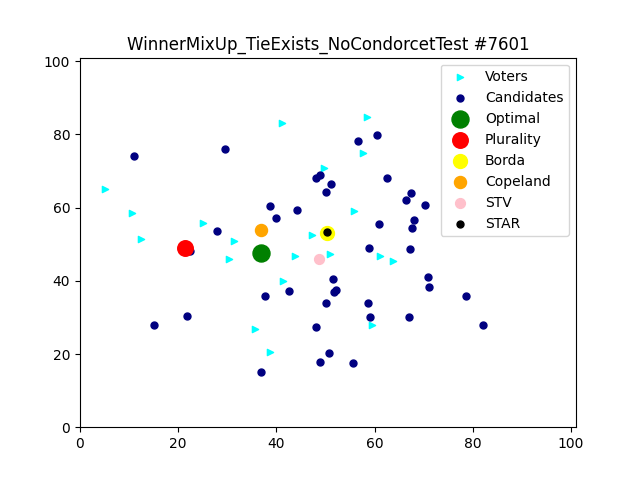 WinnerMixUp_TieExists_NoCondorcetTest #7601
100
80
60
40
20
0
0 20 40 60 80 100
Voters
Candidates
Optimal
Plurality
Borda
Copeland
STV
STAR